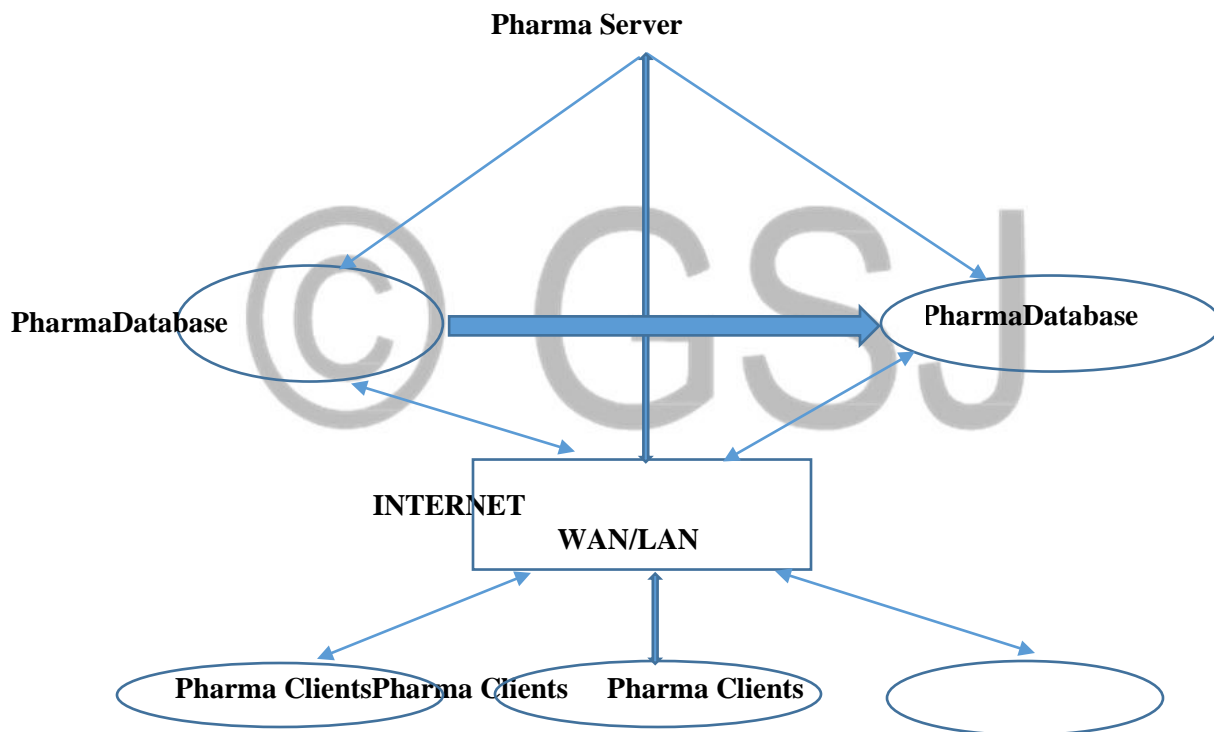 Pharma Server
© GSJ
PharmaDatabase
PharmaDatabase
INTERNET
WAN/LAN
Pharma ClientsPharma Clients Pharma Clients